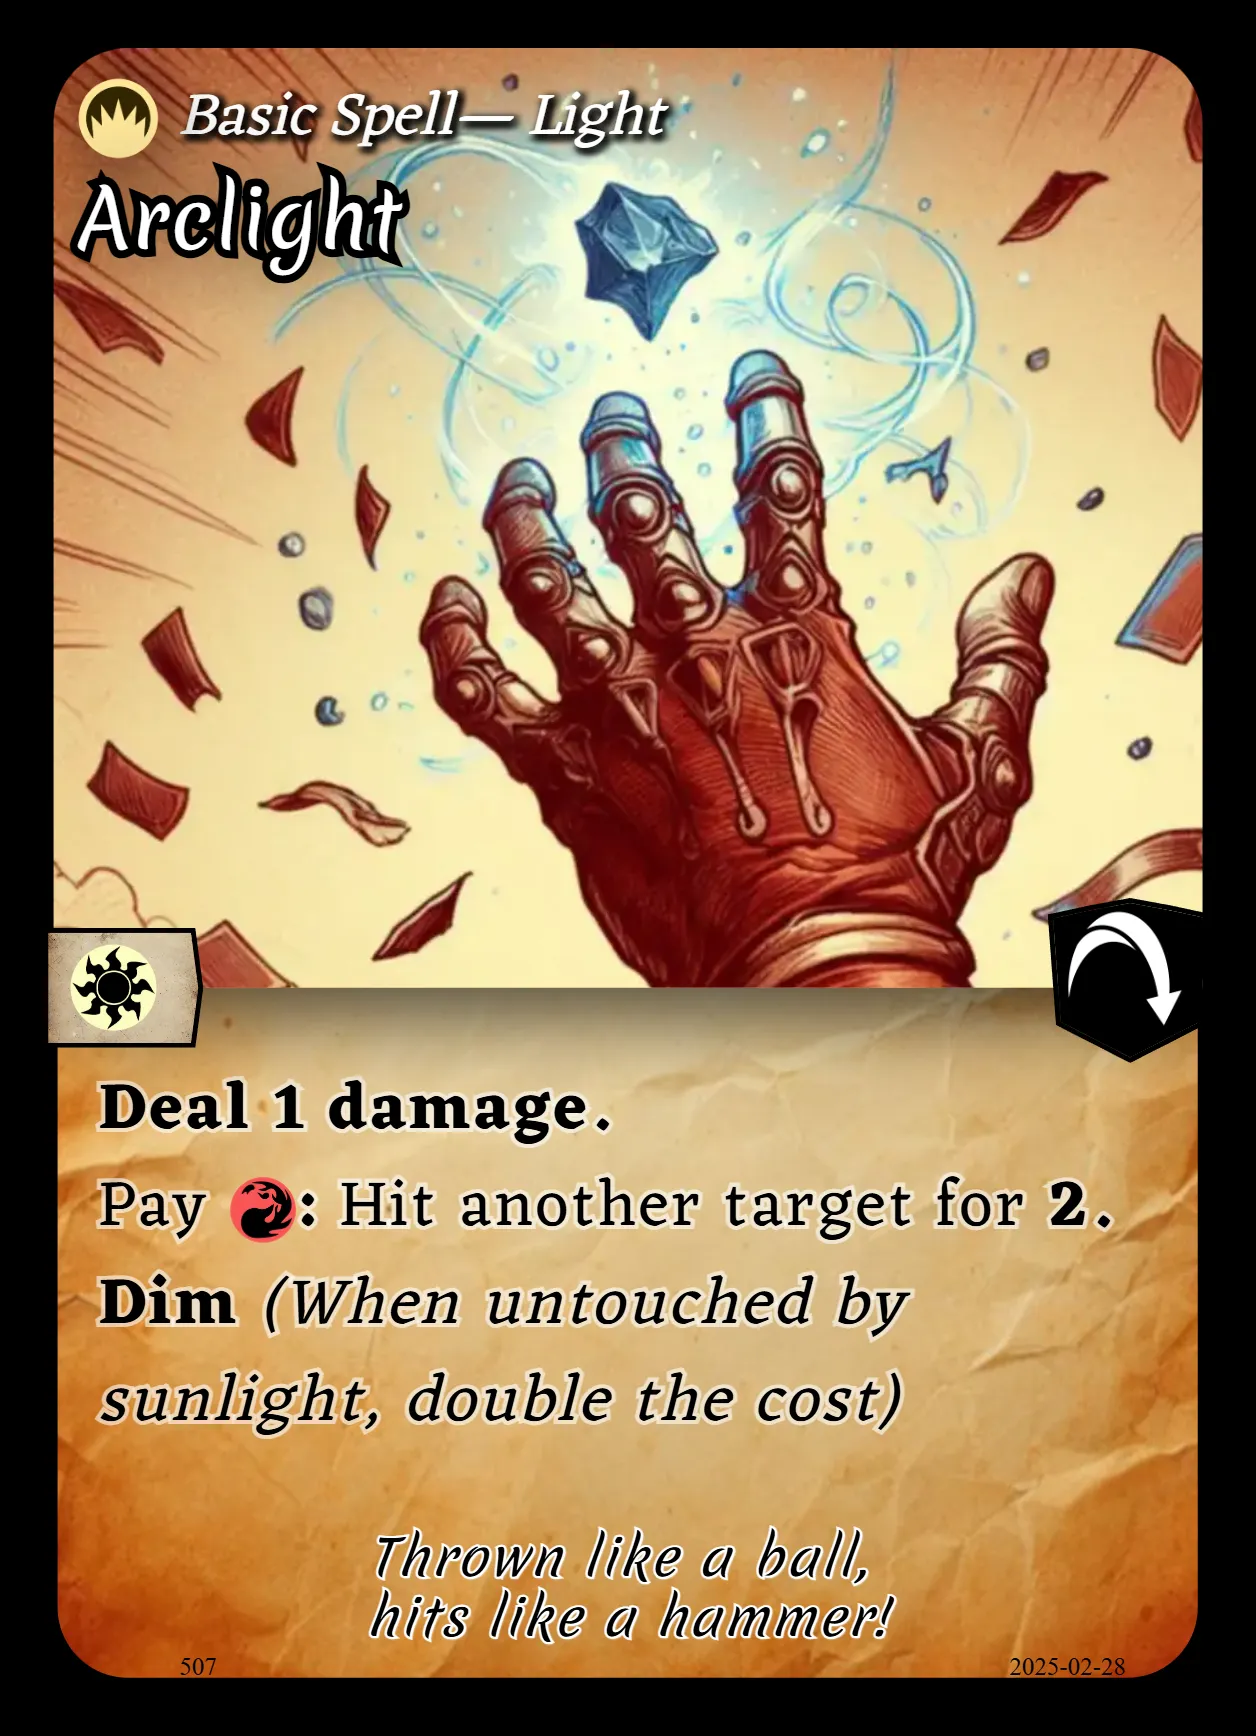 Basic Spell— Light
Arclight
Deal 1 damage.
Pay : Hit another target for 2.
Dim (When untouched by
sunlight, double the cost)
Thrown like a ball,
hits like a hammer!
507
2025-02-28